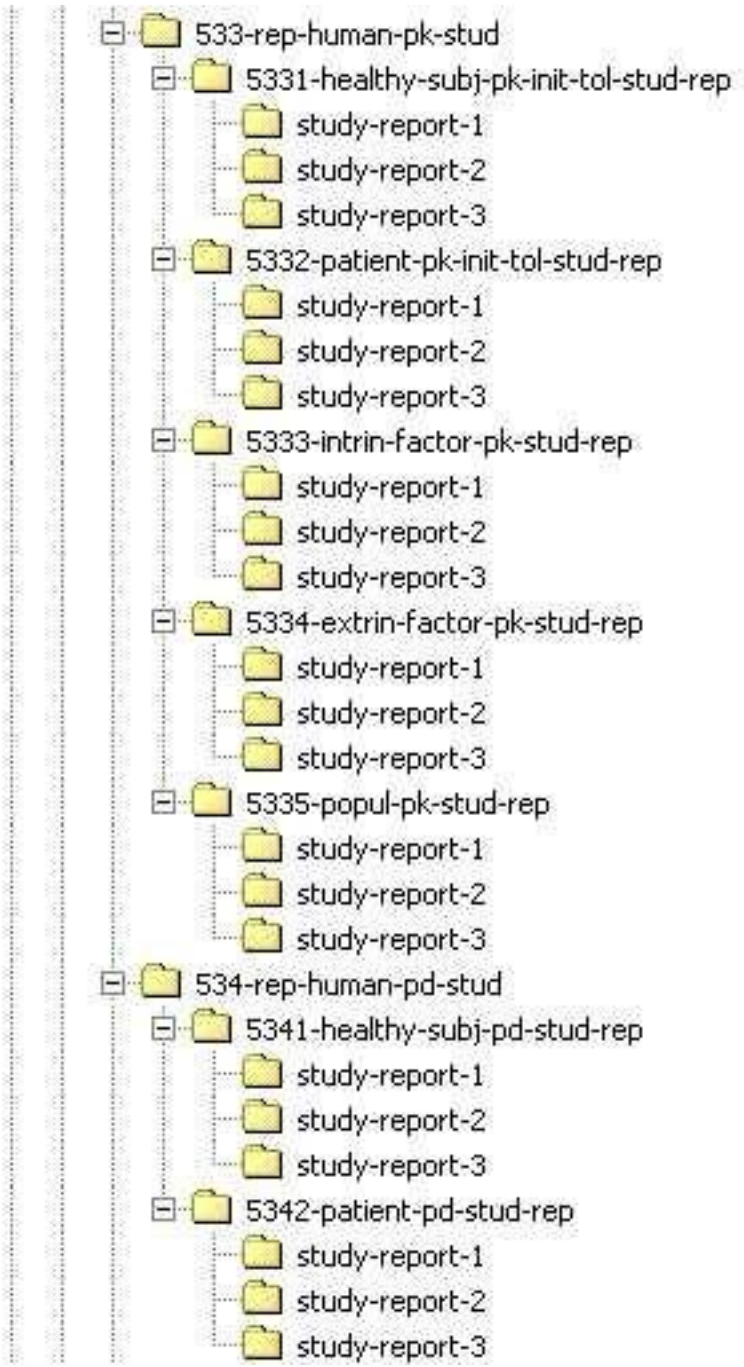 533-rep-human-pk-stud
5331-healthy-subj-pk-init-tol-stud-rep
study-report-1
study-report-2
study-report-3
5332-patient-pk-init-tol-stud-rep
study-report-1
study-report-2
study-report-3
5333-intrin-factor-pk-stud-rep
study-report-1
study-report-2
study-report-3
5334-extrin-factor-pk-stud-rep
study-report-1
study-report-2
study-report-3
5335-popul-pk-stud-rep
study-report-1
study-report-2
study-report-3
534-rep-human-pd-stud
5341-healthy-subj-pd-stud-rep
study-report-1
study-report-2
study-report-3
5342-patient-pd-stud-rep
study-report-1
study-report-2
study-report-3